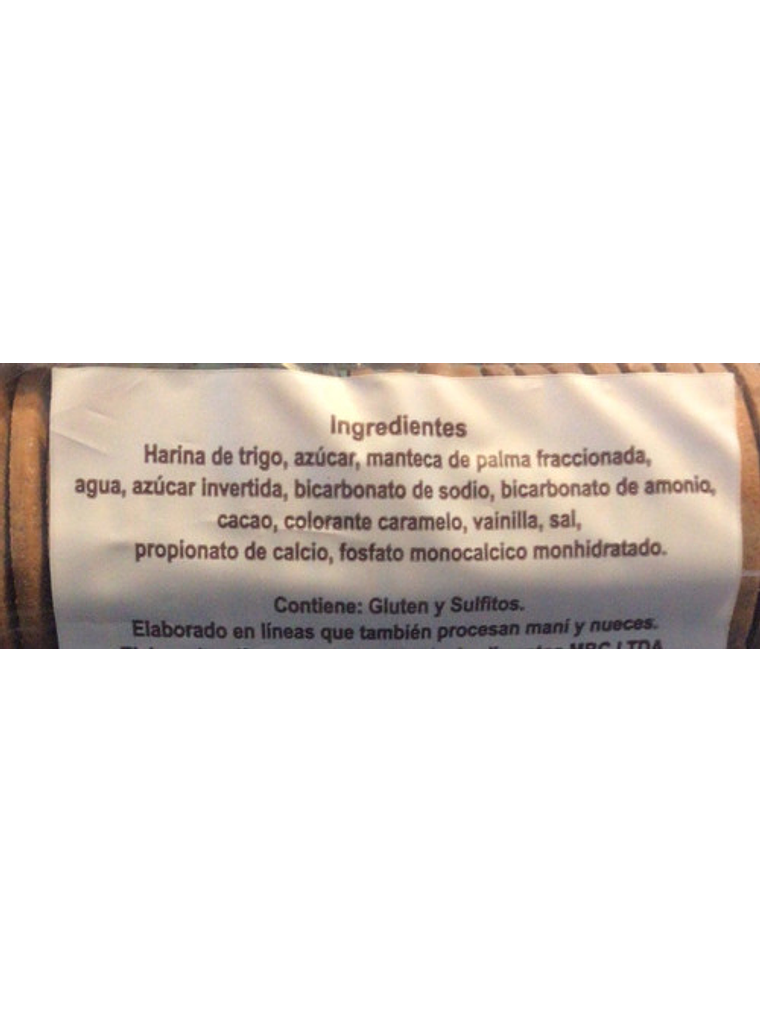 Ingredientes
Harina de trigo, azúcar, manteca de palma fraccionada,
agua, azúcar invertida, bicarbonato de sodio, bicarbonato de amonio,
cacao, colorante caramelo, vainilla, sal,
propionato de calcio, fosfato monocalcico monhidratado.
Contiene: Gluten y Sulfitos.
Elaborado en líneas que también procesan maní y nueces.
LTDA